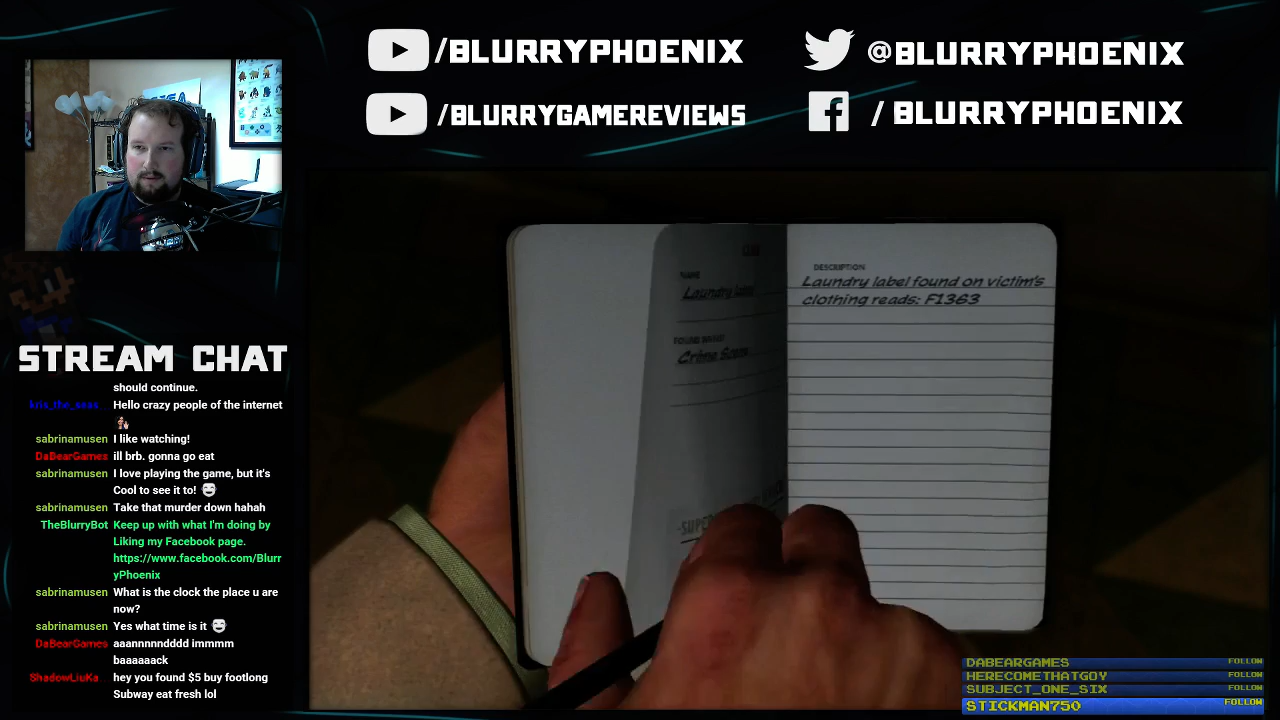 /BLURRYPHOENIX
@BLURRYPHOENIX
/BLURRYGAMEREVIEWS
/ BLURRYPHOENIX
STREAM CHAT
should continue.
kris_the_seas_: Hello crazy people of the internet
sabrinamusen I like watching!
DaBearGames ill brb. gonna go eat
sabrinamusen I love playing the game, but it's
Cool to see it to!
sabrinamusen Take that murder down hahah
TheBlurryBot Keep up with what I'm doing by
Liking my Facebook page.
https://www.facebook.com/Blurr
yPhoenix
sabrinamusen What is the clock the place u are
now?
sabrinamusen Yes what time is it
DaBearGames aaannnnndddd immmm
baaaaaack
ShadowLiuKa_ hey you found $5 buy footlong
Subway eat fresh lol
NAME
Laundry label
Crime Scene
DESCRIPTION
Laundry label found on victim's
clothing reads: F1363
DABEARGAMES FOLLOW
HERECOMETHATGOY FOLLOW
SUBJECT_ONE_SIX FOLLOW
STICKMAN750 FOLLOW